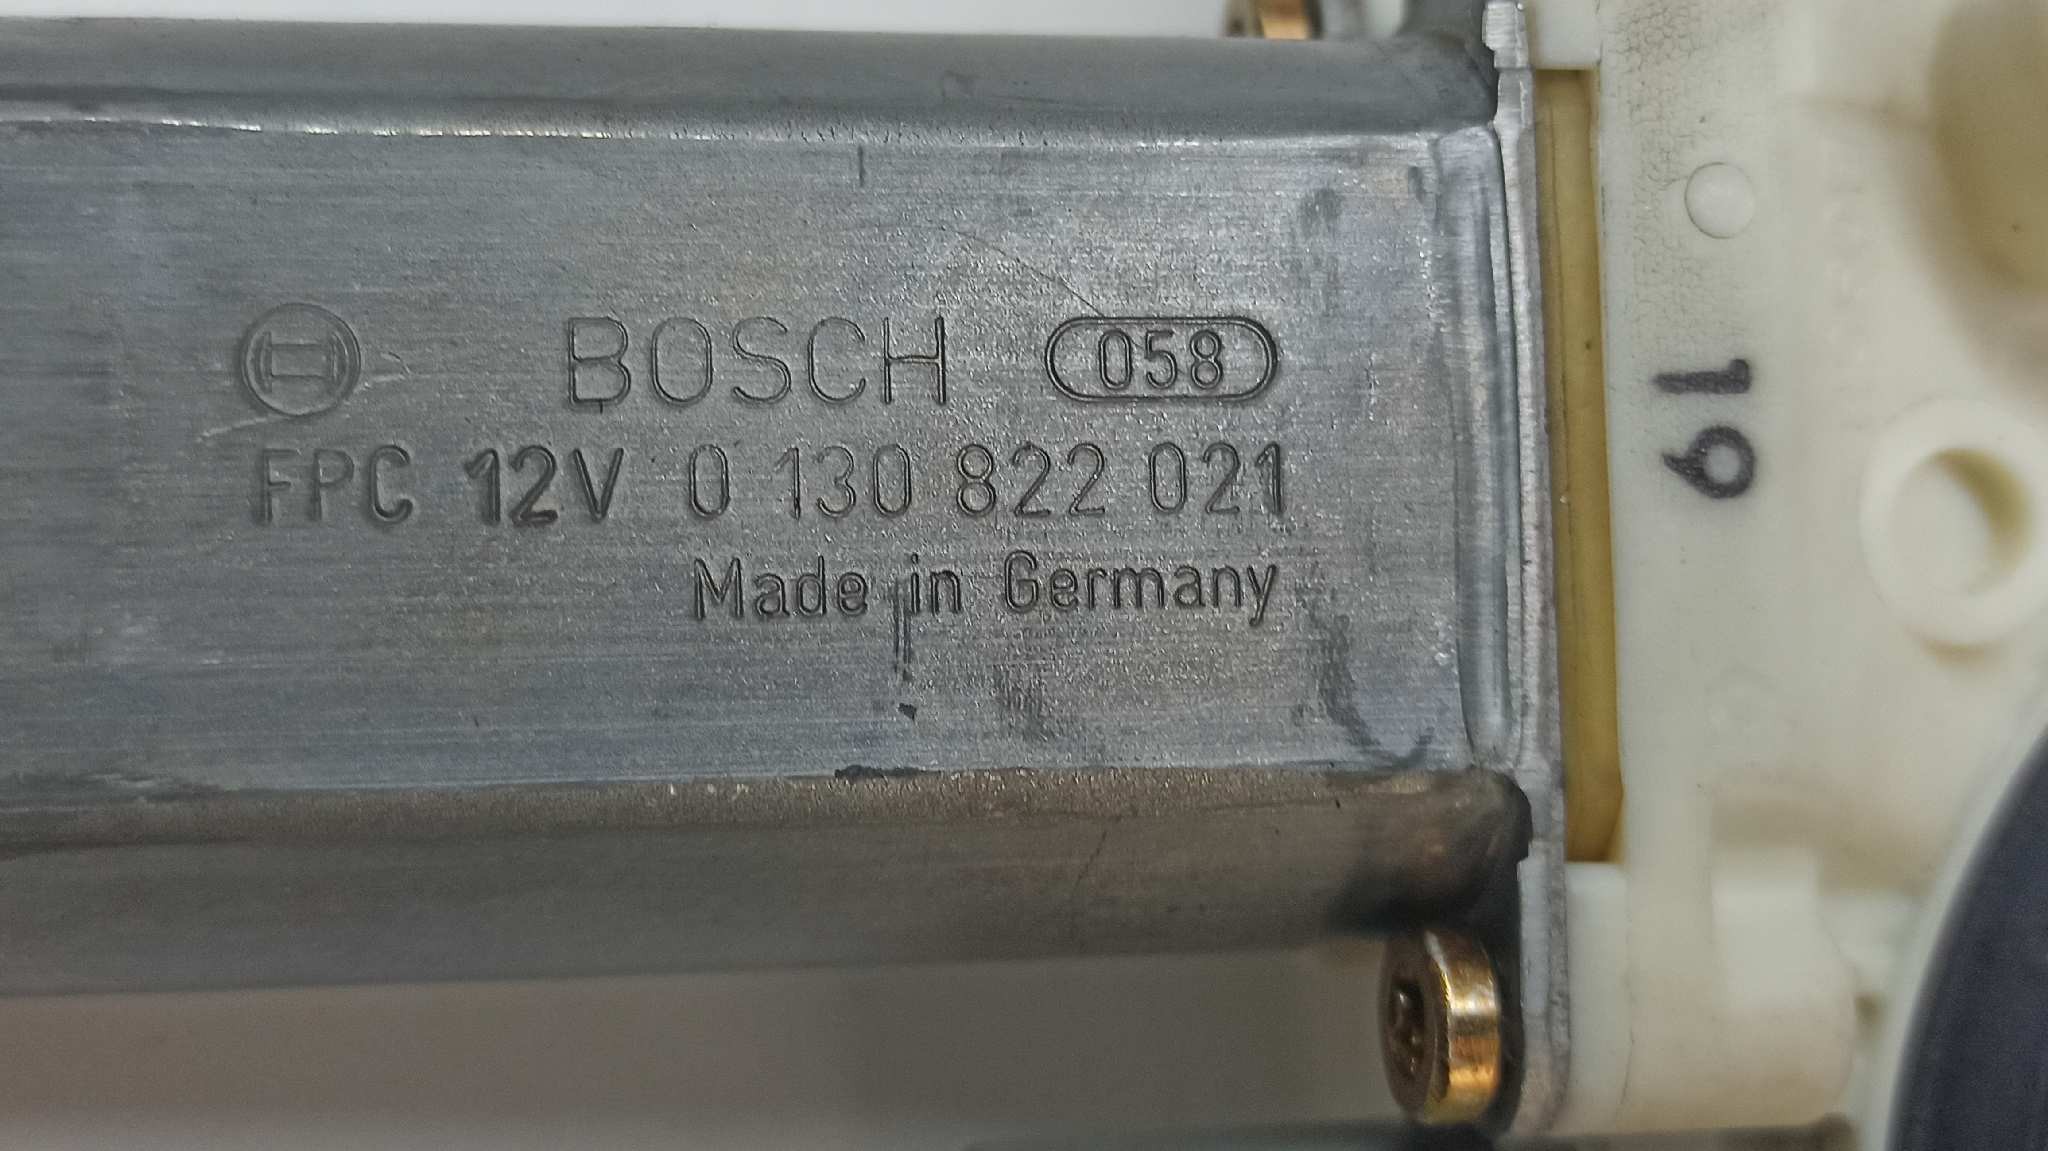 BOSCH 058
FPC 12V 0 130 822 021
Made in Germany
19